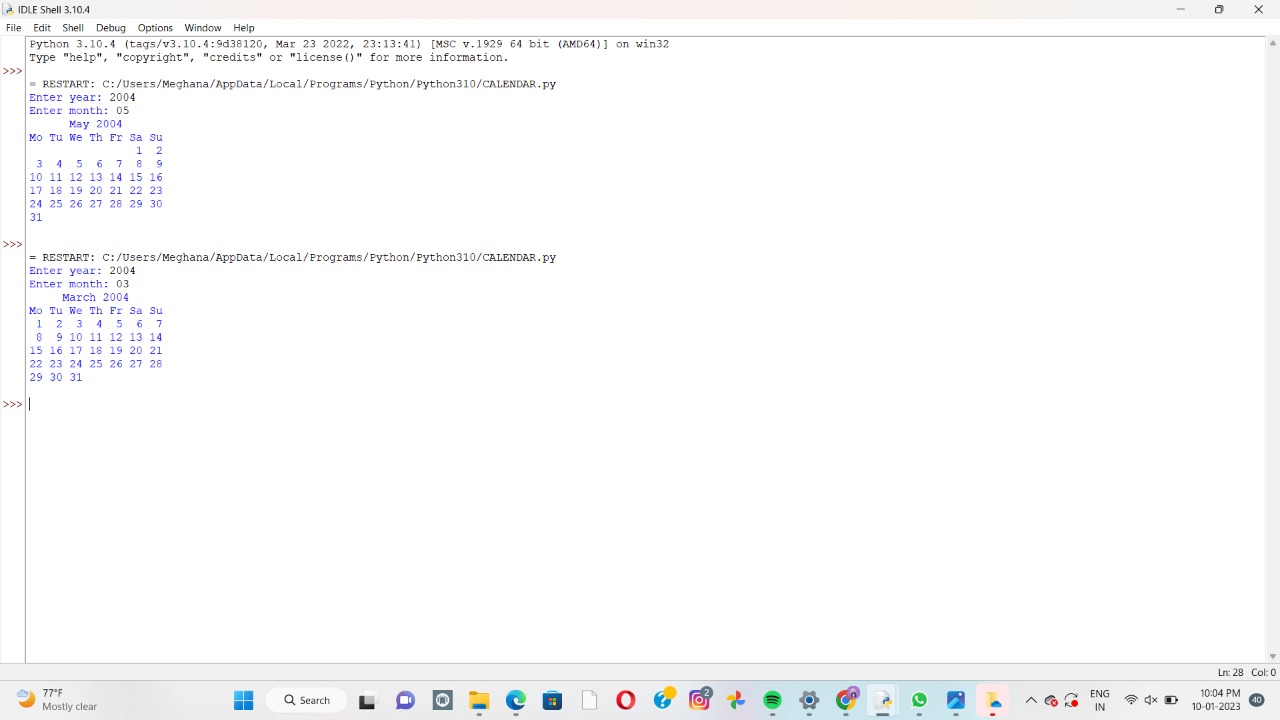 IDLE Shell 3.10.4
File Edit Shell Debug Options Window Help
Python 3.10.4 (tags/v3.10.4:9d38120, Mar 23 2022, 23:13:41) [MSC v.1929 64 bit (AMD64)] on win32
Type "help", "copyright", "credits" or "license()" for more information.
>>>
= RESTART: C:/Users/Meghana/AppData/Local/Programs/Python/Python310/CALENDAR.py
Enter year: 2004
Enter month: 05
      May 2004
Mo Tu We Th Fr Sa Su
                1  2
 3  4  5  6  7  8  9
10 11 12 13 14 15 16
17 18 19 20 21 22 23
24 25 26 27 28 29 30
31
>>>
= RESTART: C:/Users/Meghana/AppData/Local/Programs/Python/Python310/CALENDAR.py
Enter year: 2004
Enter month: 03
     March 2004
Mo Tu We Th Fr Sa Su
 1  2  3  4  5  6  7
 8  9 10 11 12 13 14
15 16 17 18 19 20 21
22 23 24 25 26 27 28
29 30 31
>>>
Ln: 28 Col: 0
77°F
Mostly clear
Search
2
ENG
IN
10:04 PM
10-01-2023
40